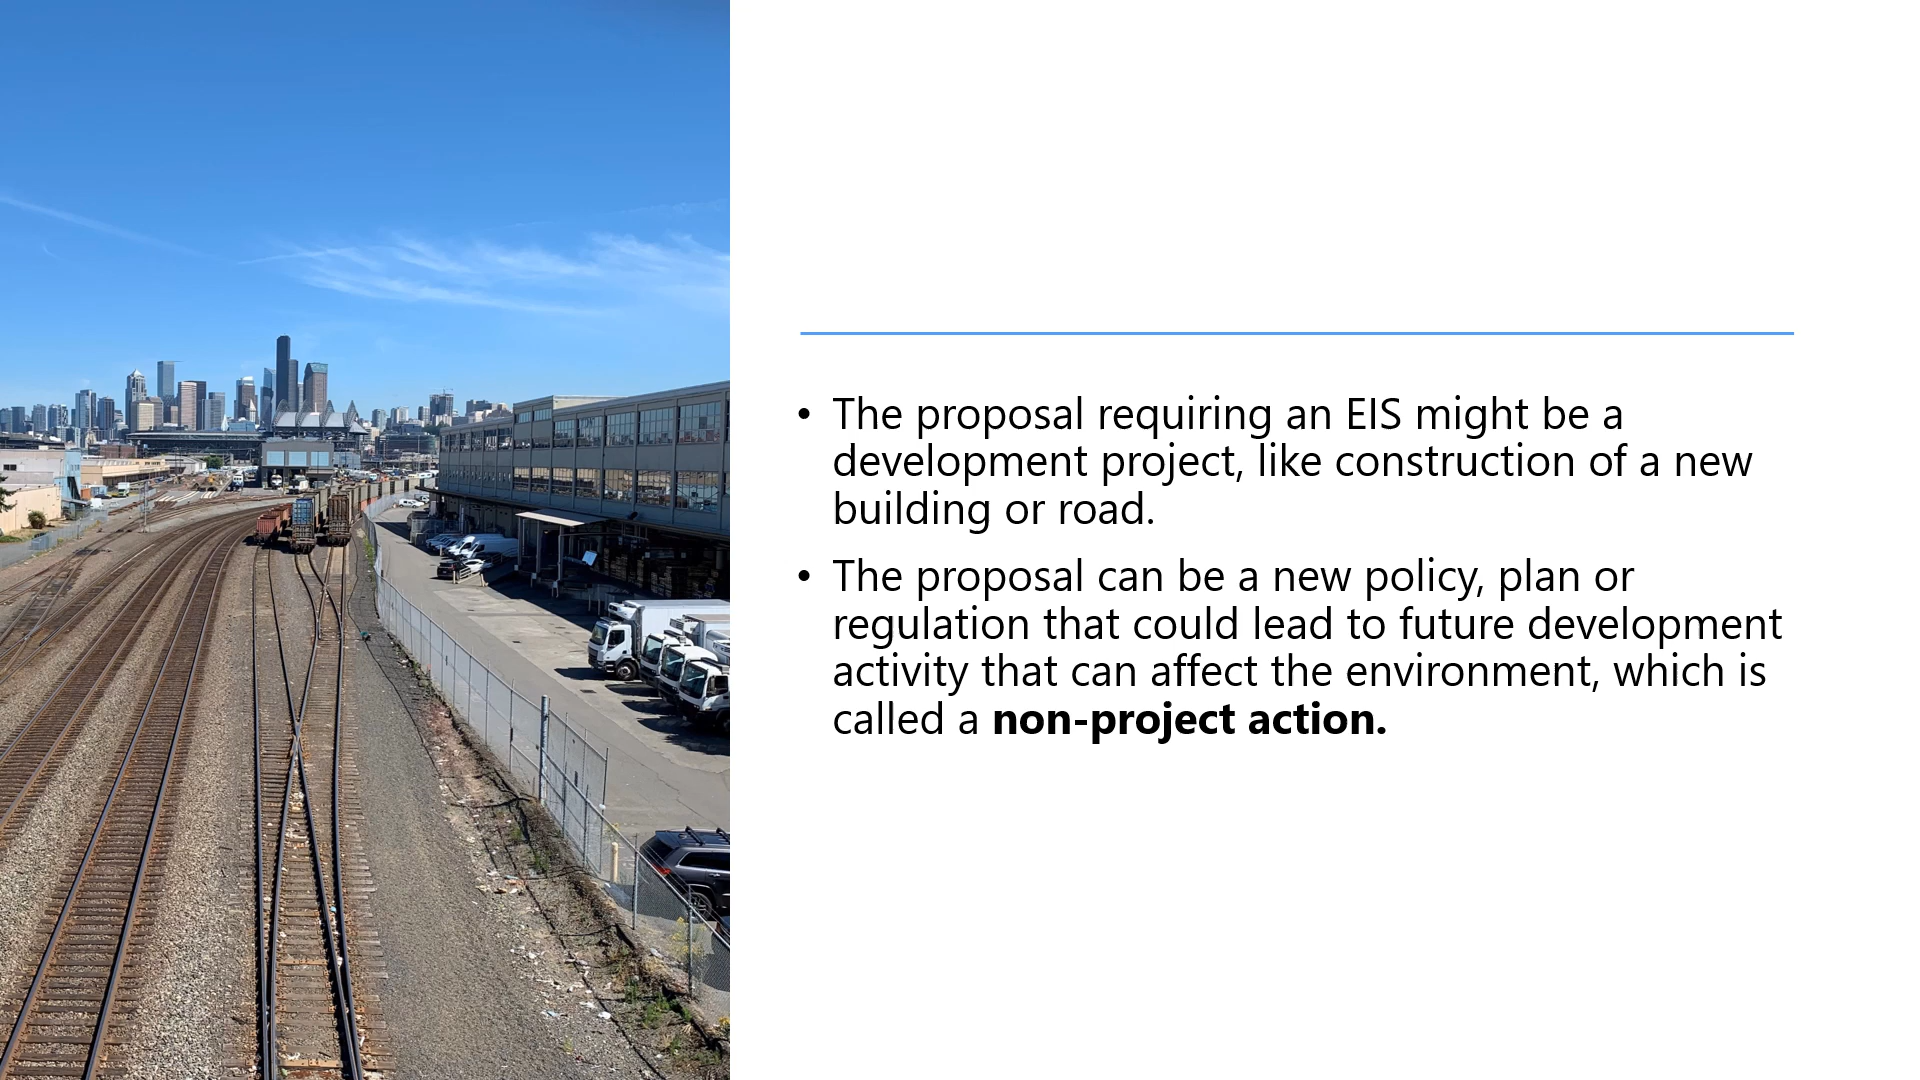 • The proposal requiring an EIS might be a
development project, like construction of a new
building or road.
• The proposal can be a new policy, plan or
regulation that could lead to future development
activity that can affect the environment, which is
called a non-project action.